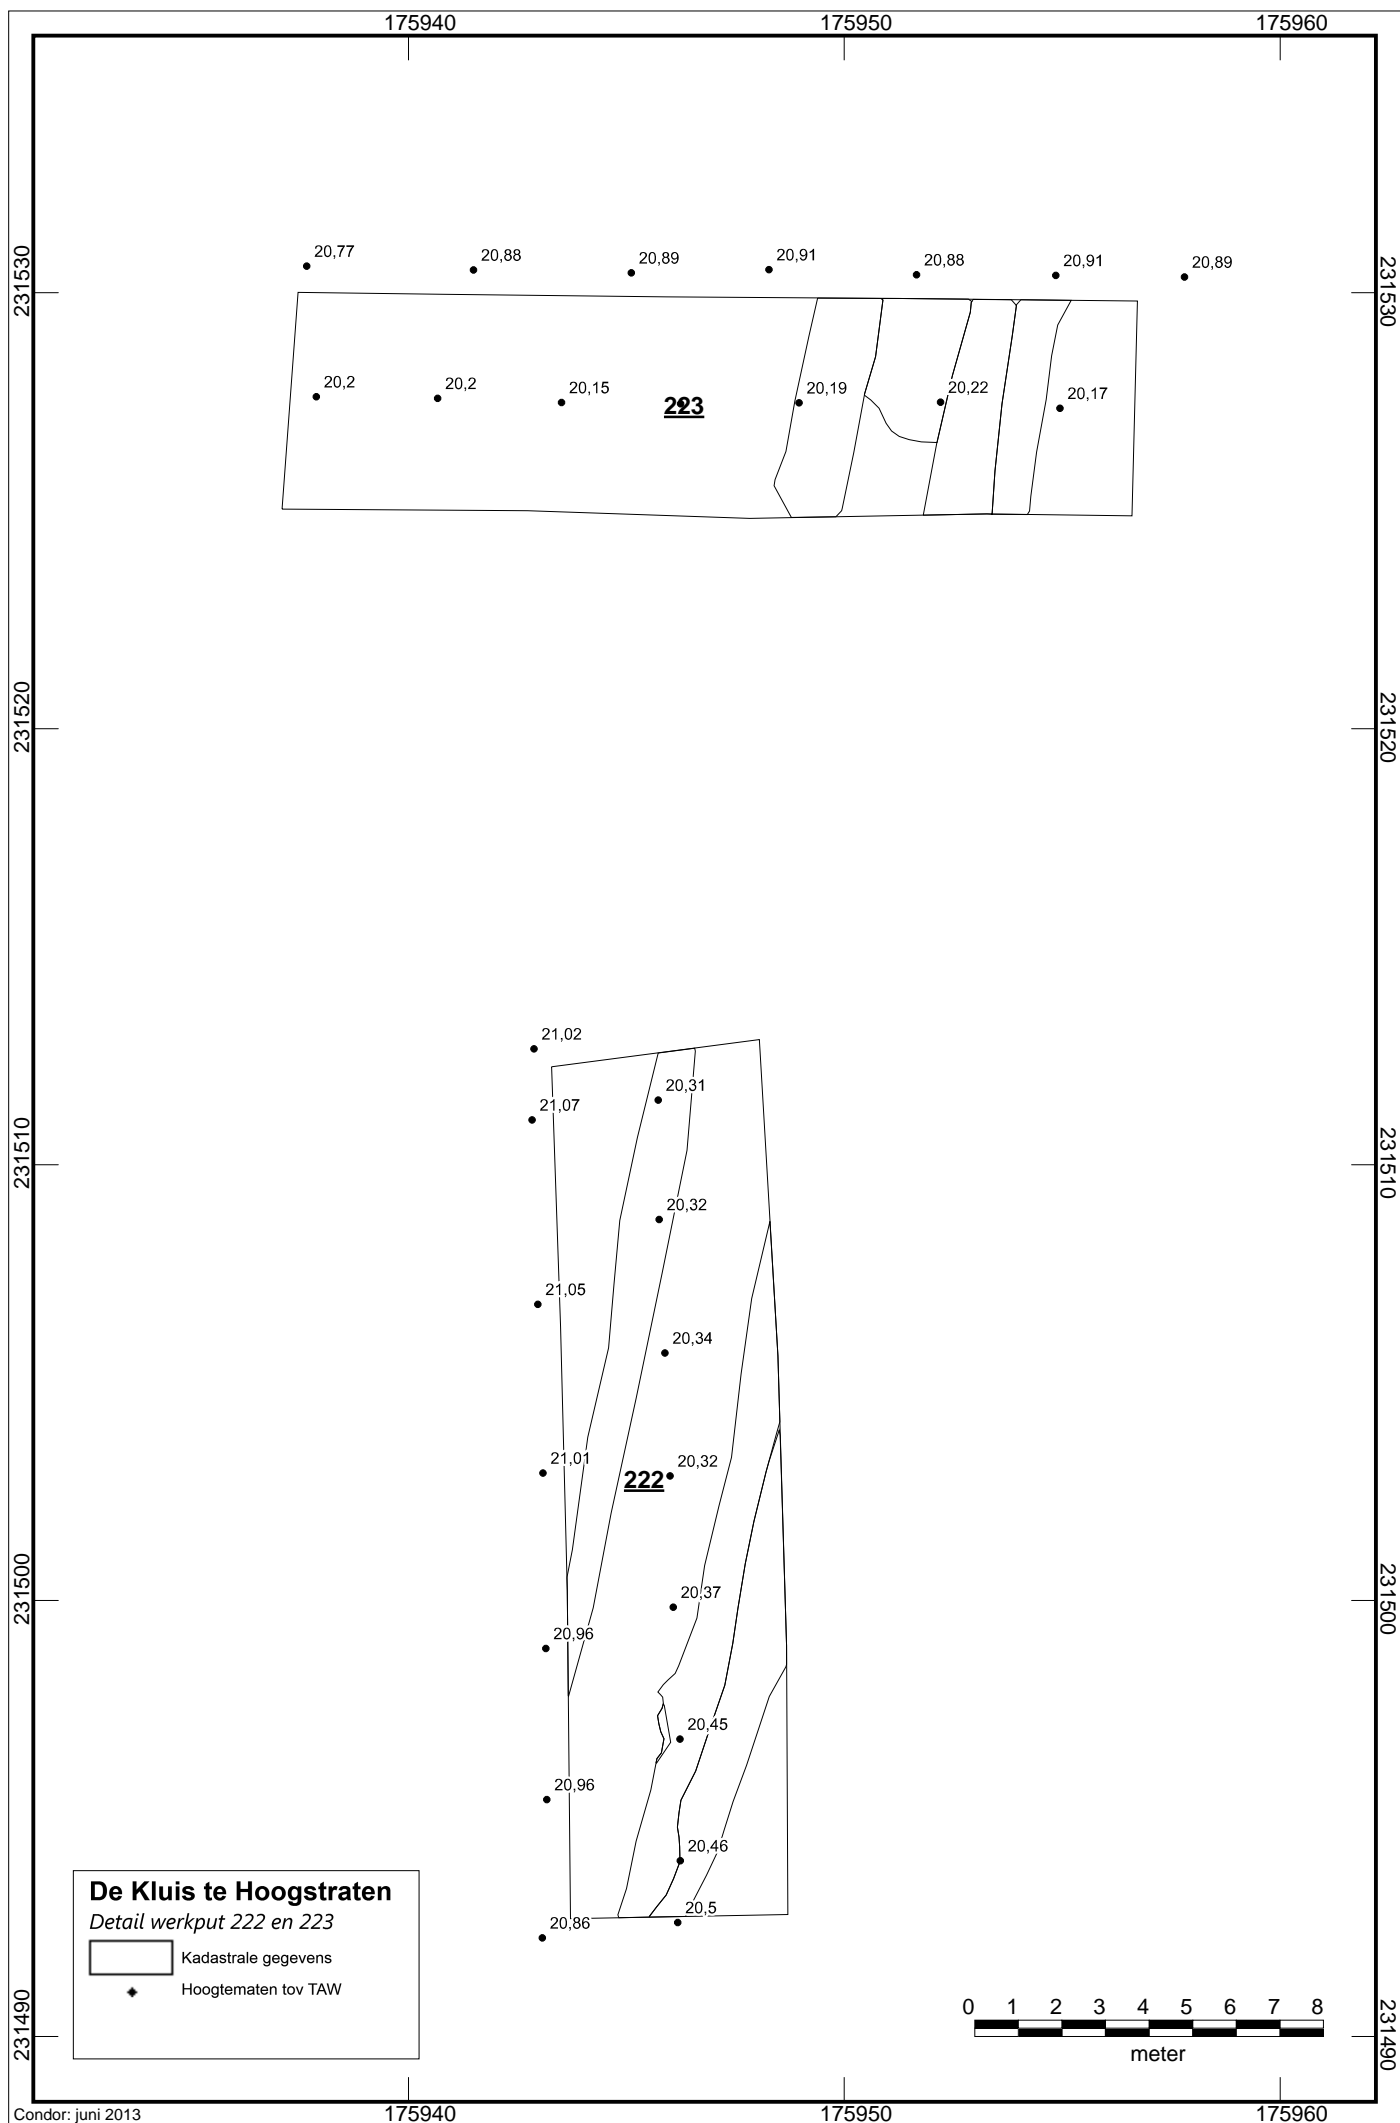 175940 175950 175960
231530 231530
20,77 20,88 20,89 20,91 20,88 20,91 20,89
20,2 20,2 20,15 223 20,19 20,22 20,17
231520 231520
21,02
20,31
21,07
231510 231510
20,32
21,05
20,34
21,01 20,32
222
20,37
231500 231500
20,96
20,45
20,96
20,46
20,5
20,86
De Kluis te Hoogstraten
Detail werkput 222 en 223
Kadastrale gegevens
Hoogtematen tov TAW
0 1 2 3 4 5 6 7 8
meter
231490 231490
Condor: juni 2013
175940 175950 175960